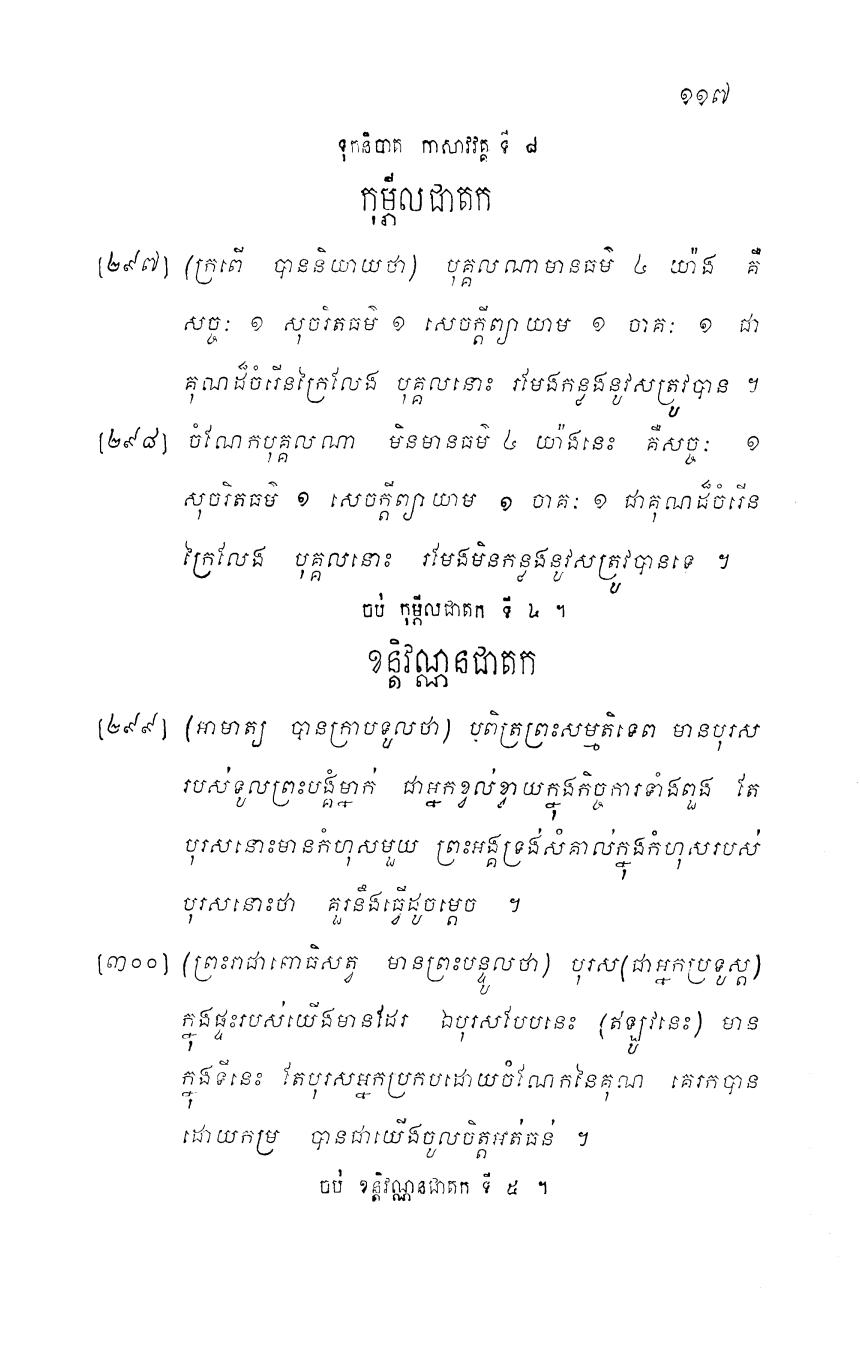 ១១៧
ទុកនិបាត កាសាវវគ្គ ទី ៨
កុម្ភីលជាតក
[២៩៧] (ក្រពើ បាននិយាយថា) បុគ្គលណាមានធម៌ ៤ យ៉ាង គឺ
សច្ចៈ ១ សុចរិតធម៌ ១ សេចក្តីព្យាយាម ១ ចាគៈ ១ ជា
គុណដ៏ចំរើនក្រៃលែង បុគ្គលនោះ រមែងកន្លងនូវសត្រូវបាន ។
[២៩៨] ចំណែកបុគ្គលណា មិនមានធម៌ ៤ យ៉ាងនេះ គឺសច្ចៈ ១
សុចរិតធម៌ ១ សេចក្តីព្យាយាម ១ ចាគៈ ១ ជាគុណដ៏ចំរើន
ក្រៃលែង បុគ្គលនោះ រមែងមិនកន្លងនូវសត្រូវបានទេ ។
ចប់ កុម្ភីលជាតក ទី ៤ ។
ខន្តិវណ្ណនជាតក
[២៩៩] (អាមាត្យ បានក្រាបទូលថា) បពិត្រព្រះសម្មតិទេព មានបុរស
របស់ទូលព្រះបង្គំម្នាក់ ជាអ្នកខ្វល់ខ្វាយក្នុងកិច្ចការទាំងពួង តែ
បុរសនោះមានកំហុសមួយ ព្រះអង្គទ្រង់សំគាល់ក្នុងកំហុសរបស់
បុរសនោះថា គួរនឹងធ្វើដូចម្តេច ។
[៣០០] (ព្រះរាជាពោធិសត្វ មានព្រះបន្ទូលថា) បុរស(ជាអ្នកប្រទូស្ត)
ក្នុងផ្ទះរបស់យើងមានដែរ ឯបុរសបែបនេះ (ឥឡូវនេះ) មាន
ក្នុងទីនេះ តែបុរសអ្នកប្រកបដោយចំណែកនៃគុណ គេរកបាន
ដោយកម្រ បានជាយើងចូលចិត្តអត់ធន់ ។
ចប់ ខន្តិវណ្ណនជាតក ទី ៥ ។